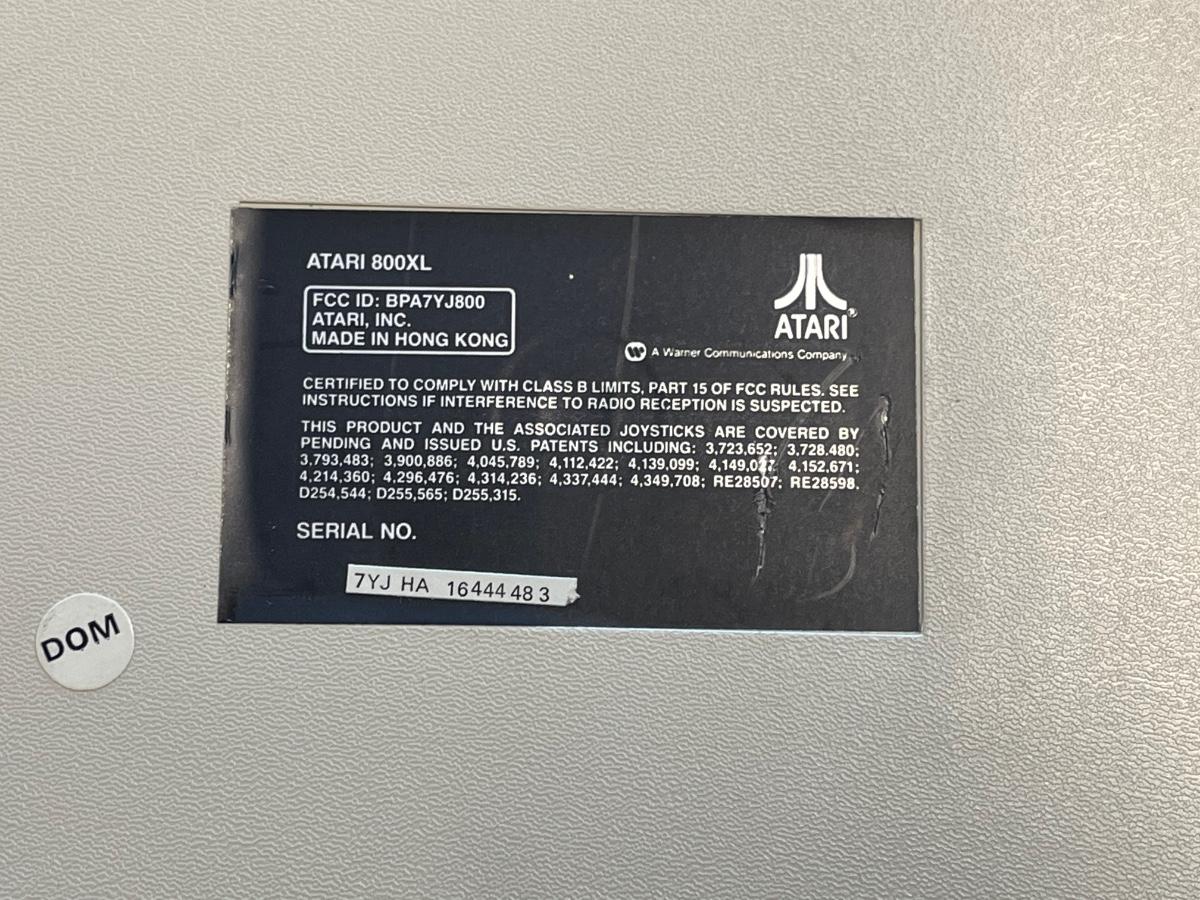 ATARI 800XL
FCC ID: BPA7YJ800
ATARI, INC.
MADE IN HONG KONG
ATARI®
A Warner Communications Company
CERTIFIED TO COMPLY WITH CLASS B LIMITS, PART 15 OF FCC RULES. SEE
INSTRUCTIONS IF INTERFERENCE TO RADIO RECEPTION IS SUSPECTED.
THIS PRODUCT AND THE ASSOCIATED JOYSTICKS ARE COVERED BY
PENDING AND ISSUED U.S. PATENTS INCLUDING: 3,723,652; 3,728.480;
3,793,483; 3,900,886; 4,045,789; 4,112,422; 4,139,099; 4,149,027; 4.152,671;
4,214,360; 4.296,476; 4,314,236; 4,337,444; 4,349,708; RE28507; RE28598,
D254,544; D255,565; D255,315.
SERIAL NO.
7YJ HA 16444 48 3
DOM